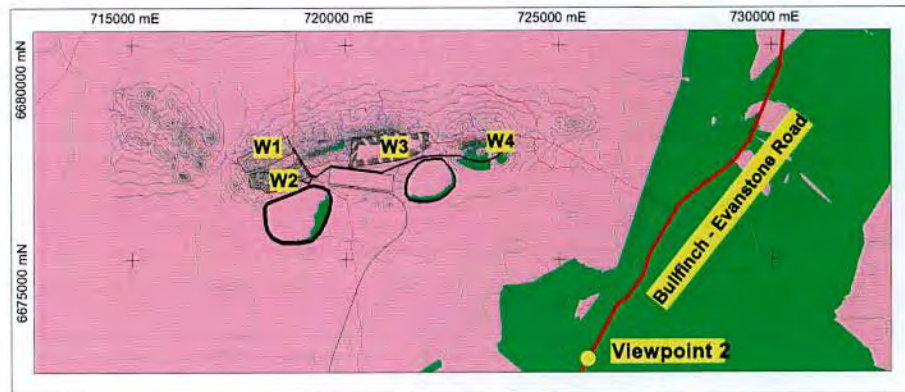 715000 mE
720000 mE
725000 mE
730000 mE
6680000 mN
6675000 mN
W1
W2
W3
W4
Bullfinch - Evanstone Road
Viewpoint 2